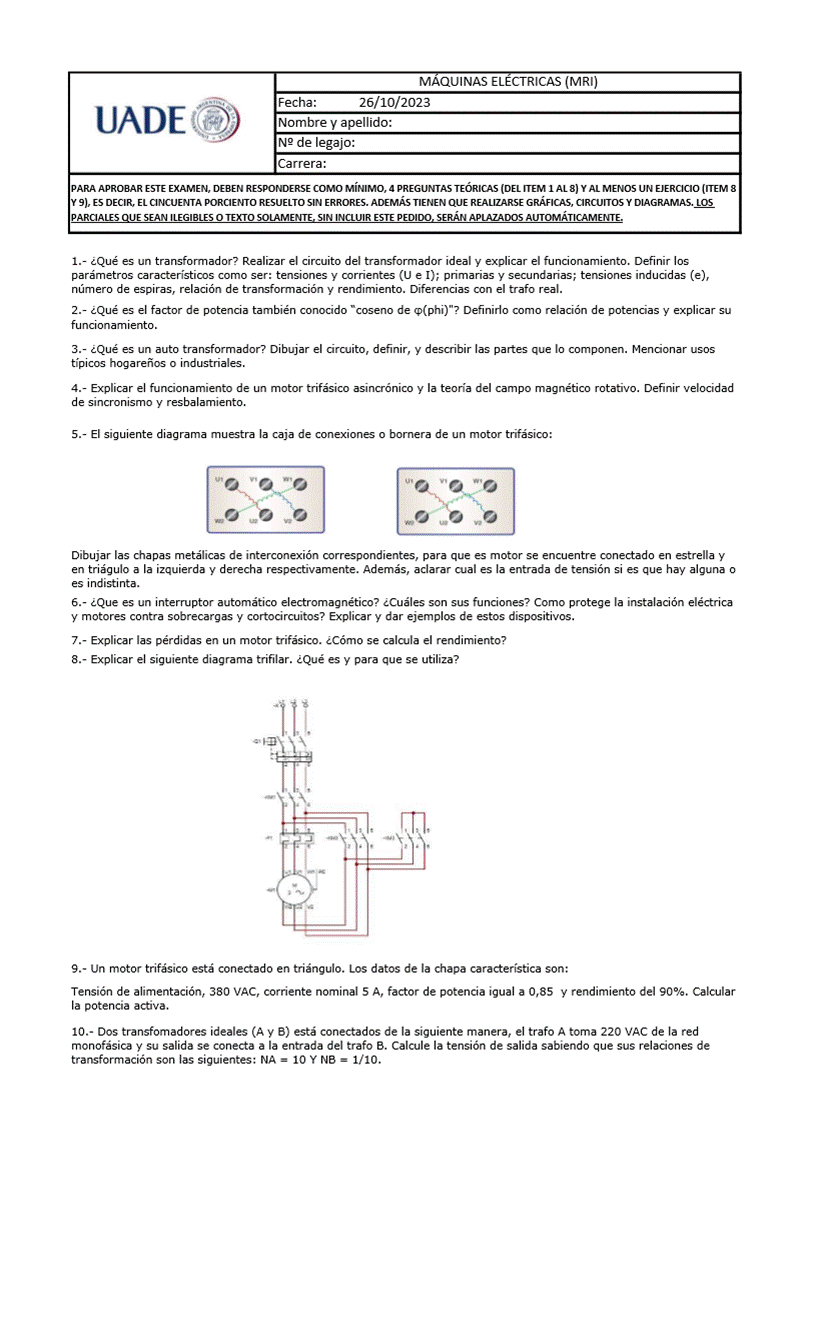 UADE
MÁQUINAS ELÉCTRICAS (MRI)
Fecha: 26/10/2023
Nombre y apellido:
Nº de legajo:
Carrera:
PARA APROBAR ESTE EXAMEN, DEBEN RESPONDERSE COMO MÍNIMO, 4 PREGUNTAS TEÓRICAS (DEL ITEM 1 AL 8) Y AL MENOS UN EJERCICIO (ITEM 8
Y 9), ES DECIR, EL CINCUENTA PORCIENTO RESUELTO SIN ERRORES. ADEMÁS TIENEN QUE REALIZARSE GRÁFICAS, CIRCUITOS Y DIAGRAMAS. LOS
PARCIALES QUE SEAN ILEGIBLES O TEXTO SOLAMENTE, SIN INCLUIR ESTE PEDIDO, SERÁN APLAZADOS AUTOMÁTICAMENTE.
1.- ¿Qué es un transformador? Realizar el circuito del transformador ideal y explicar el funcionamiento. Definir los
parámetros característicos como ser: tensiones y corrientes (U e I); primarias y secundarias; tensiones inducidas (e),
número de espiras, relación de transformación y rendimiento. Diferencias con el trafo real.
2.- ¿Qué es el factor de potencia también conocido "coseno de φ(phi)"? Definirlo como relación de potencias y explicar su
funcionamiento.
3.- ¿Qué es un auto transformador? Dibujar el circuito, definir, y describir las partes que lo componen. Mencionar usos
típicos hogareños o industriales.
4.- Explicar el funcionamiento de un motor trifásico asincrónico y la teoría del campo magnético rotativo. Definir velocidad
de sincronismo y resbalamiento.
5.- El siguiente diagrama muestra la caja de conexiones o bornera de un motor trifásico:
U1 V1 W1 U1 V1 W1
W2 U2 V2 W2 U2 V2
Dibujar las chapas metálicas de interconexión correspondientes, para que es motor se encuentre conectado en estrella y
en triágulo a la izquierda y derecha respectivamente. Además, aclarar cual es la entrada de tensión si es que hay alguna o
es indistinta.
6.- ¿Que es un interruptor automático electromagnético? ¿Cuáles son sus funciones? Como protege la instalación eléctrica
y motores contra sobrecargas y cortocircuitos? Explicar y dar ejemplos de estos dispositivos.
7.- Explicar las pérdidas en un motor trifásico. ¿Cómo se calcula el rendimiento?
8.- Explicar el siguiente diagrama trifilar. ¿Qué es y para que se utiliza?
9.- Un motor trifásico está conectado en triángulo. Los datos de la chapa característica son:
Tensión de alimentación, 380 VAC, corriente nominal 5 A, factor de potencia igual a 0,85 y rendimiento del 90%. Calcular
la potencia activa.
10.- Dos transfomadores ideales (A y B) está conectados de la siguiente manera, el trafo A toma 220 VAC de la red
monofásica y su salida se conecta a la entrada del trafo B. Calcule la tensión de salida sabiendo que sus relaciones de
transformación son las siguientes: NA = 10 Y NB = 1/10.